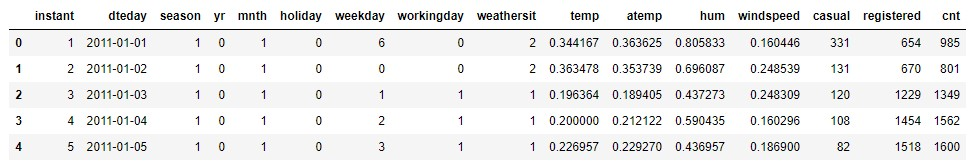 instant dteday season yr mnth holiday weekday workingday weathersit temp atemp hum windspeed casual registered cnt
0 1 2011-01-01 1 0 1 0 6 0 2 0.344167 0.363625 0.805833 0.160446 331 654 985
1 2 2011-01-02 1 0 1 0 0 0 2 0.363478 0.353739 0.696087 0.248539 131 670 801
2 3 2011-01-03 1 0 1 0 1 1 1 0.196364 0.189405 0.437273 0.248309 120 1229 1349
3 4 2011-01-04 1 0 1 0 2 1 1 0.200000 0.212122 0.590435 0.160296 108 1454 1562
4 5 2011-01-05 1 0 1 0 3 1 1 0.226957 0.229270 0.436957 0.186900 82 1518 1600